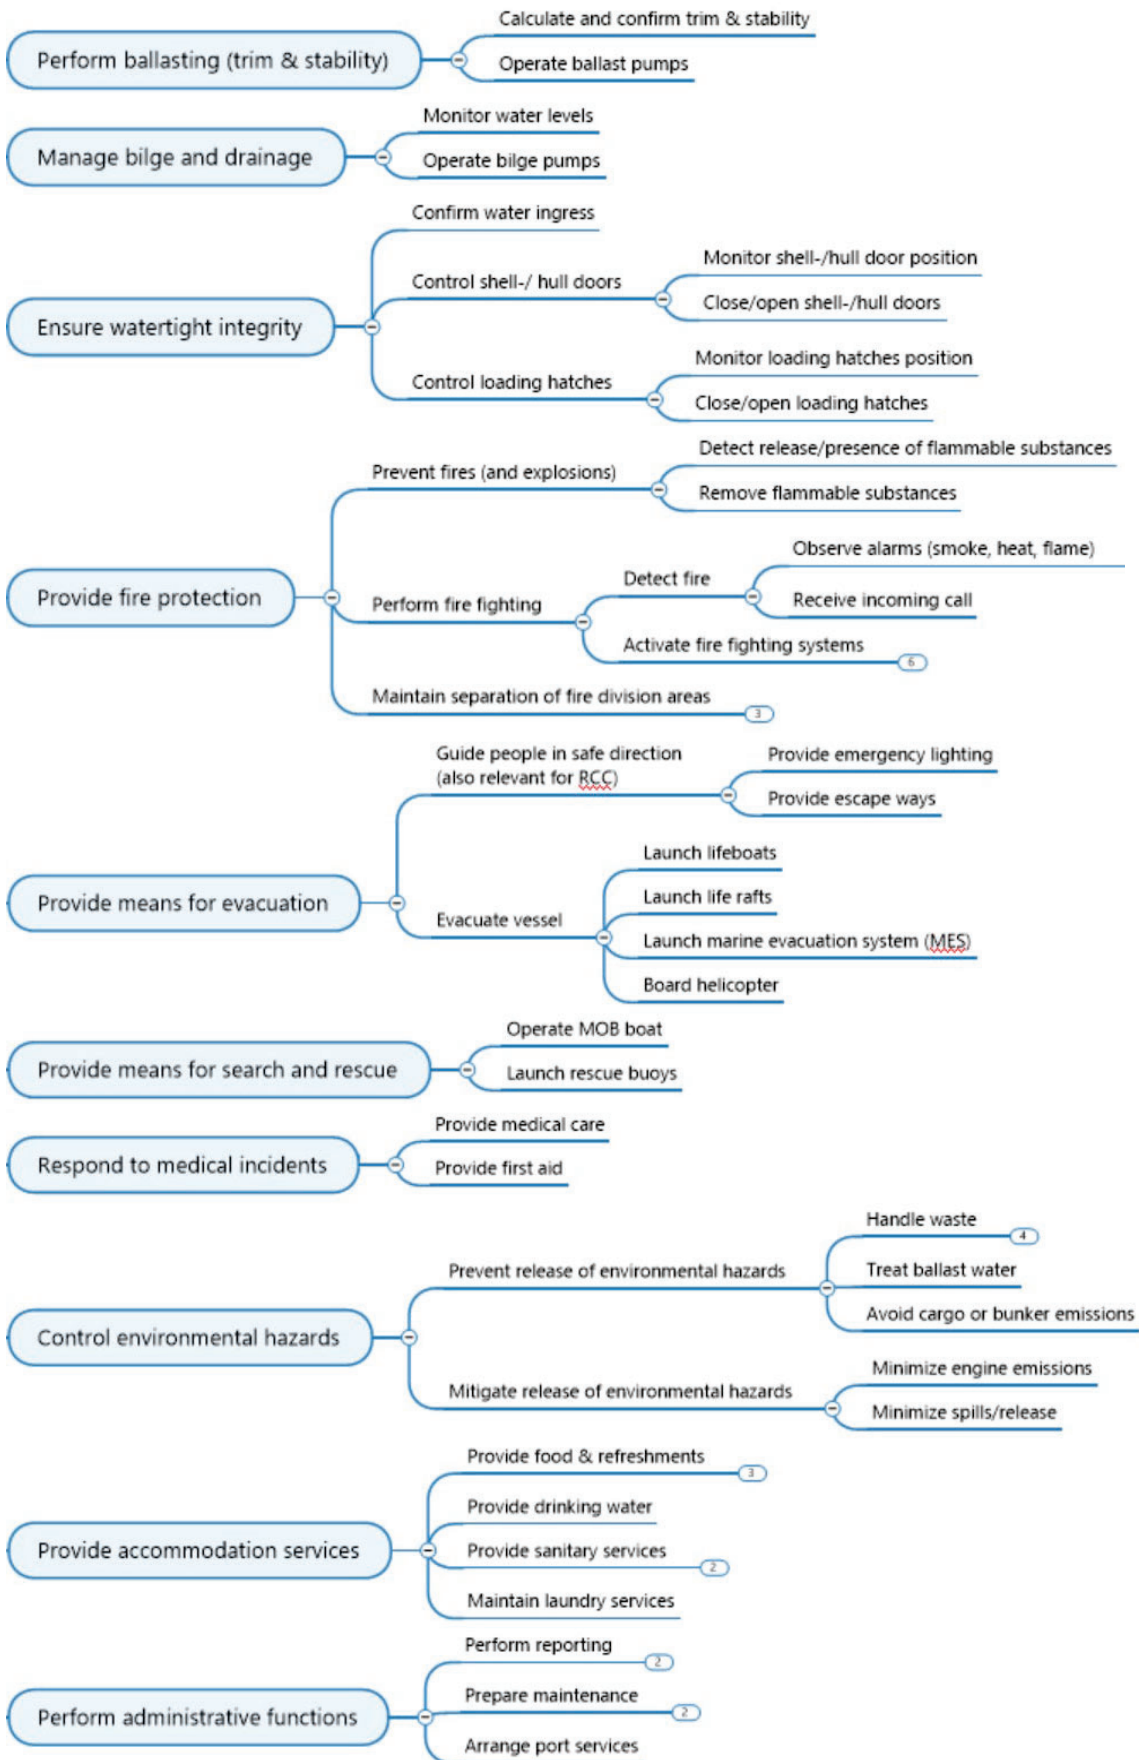 Calculate and confirm trim & stability
Perform ballasting (trim & stability)
Operate ballast pumps
Monitor water levels
Manage bilge and drainage
Operate bilge pumps
Confirm water ingress
Monitor shell-/hull door position
Control shell-/ hull doors
Close/open shell-/hull doors
Ensure watertight integrity
Monitor loading hatches position
Control loading hatches
Close/open loading hatches
Detect release/presence of flammable substances
Prevent fires (and explosions)
Remove flammable substances
Observe alarms (smoke, heat, flame)
Detect fire
Provide fire protection
Perform fire fighting
Receive incoming call
Activate fire fighting systems
6
Maintain separation of fire division areas
3
Guide people in safe direction
(also relevant for RCC)
Provide emergency lighting
Provide escape ways
Launch lifeboats
Launch life rafts
Provide means for evacuation
Evacuate vessel
Launch marine evacuation system (MES)
Board helicopter
Operate MOB boat
Provide means for search and rescue
Launch rescue buoys
Provide medical care
Respond to medical incidents
Provide first aid
Handle waste
4
Prevent release of environmental hazards
Treat ballast water
Avoid cargo or bunker emissions
Control environmental hazards
Minimize engine emissions
Mitigate release of environmental hazards
Minimize spills/release
Provide food & refreshments
3
Provide drinking water
Provide accommodation services
Provide sanitary services
2
Maintain laundry services
Perform reporting
2
Prepare maintenance
2
Perform administrative functions
Arrange port services